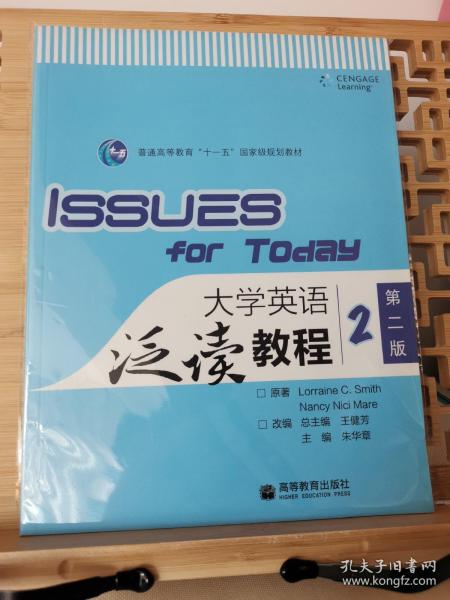 CENGAGE
Learning®
十一五
普通高等教育“十一五”国家级规划教材
ISSUES
for Today
大学英语
泛读教程
2
第二版
□ 原著 Lorraine C. Smith
Nancy Nici Mare
□ 改编 总主编 王健芳
主 编 朱华章
高等教育出版社
HIGHER EDUCATION PRESS
孔夫子旧书网
www.kongfz.com